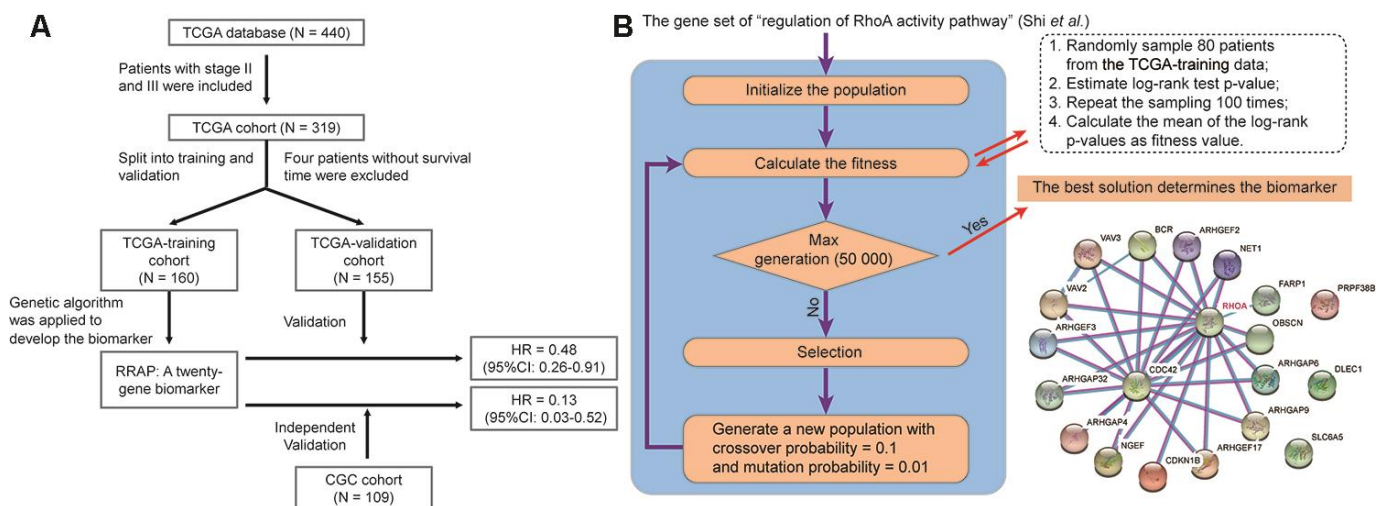 A
TCGA database (N = 440)
Patients with stage II
and III were included
TCGA cohort (N = 319)
Split into training and
validation
Four patients without survival
time were excluded
TCGA-training
cohort
(N = 160)
TCGA-validation
cohort
(N = 155)
Genetic algorithm
was applied to
develop the biomarker
Validation
RRAP: A twenty-
gene biomarker
HR = 0.48
(95%CI: 0.26-0.91)
HR = 0.13
(95%CI: 0.03-0.52)
Independent
Validation
CGC cohort
(N = 109)
B
The gene set of “regulation of RhoA activity pathway” (Shi et al.)
Initialize the population
Calculate the fitness
1. Randomly sample 80 patients
from the TCGA-training data;
2. Estimate log-rank test p-value;
3. Repeat the sampling 100 times;
4. Calculate the mean of the log-rank
p-values as fitness value.
Max
generation (50 000)
Yes
The best solution determines the biomarker
No
Selection
Generate a new population with
crossover probability = 0.1
and mutation probability = 0.01
BCR
ARHGEF2
VAV3
NET1
VAV2
FARP1
PRPF38B
RHOA
OBSCN
ARHGEF3
CDC42
ARHGAP6
DLEC1
ARHGAP32
ARHGAP9
ARHGAP4
NGEF
CDKN1B
ARHGEF17
SLC6A5